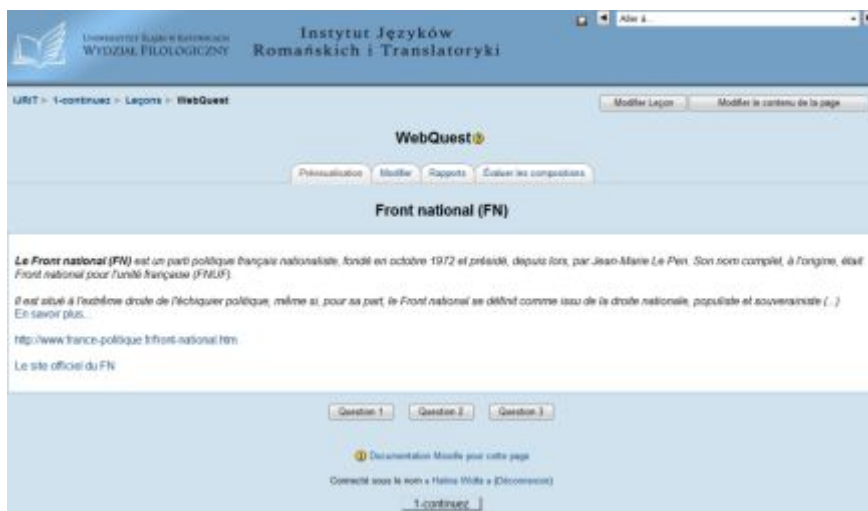 Instytut Języków
Aller à...
UNIWERSYTET ŚLĄSKI W KATOWICACH
WYDZIAŁ FILOLOGICZNY
Romańskich i Translatoryki
IJRIT > 1-continuez > Leçons > WebQuest
Modifier Leçon
Modifier le contenu de la page
WebQuest
Prévisualisation
Modifier
Rapports
Évaluer les compositions
Front national (FN)
Le Front national (FN) est un parti politique français nationaliste, fondé en octobre 1972 et présidé, depuis lors, par Jean-Marie Le Pen. Son nom complet, à l'origine, était
Front national pour l'unité française (FNUF).
Il est situé à l'extrême droite de l'échiquier politique, même si, pour sa part, le Front national se définit comme issu de la droite nationale, populiste et souverainiste (...)
En savoir plus...
http://www.france-politique.fr/front-national.htm
Le site officiel du FN
Question 1
Question 2
Question 3
Documentation Moodle pour cette page
Connecté sous le nom « Halina Widła » (Déconnexion)
1-continuez